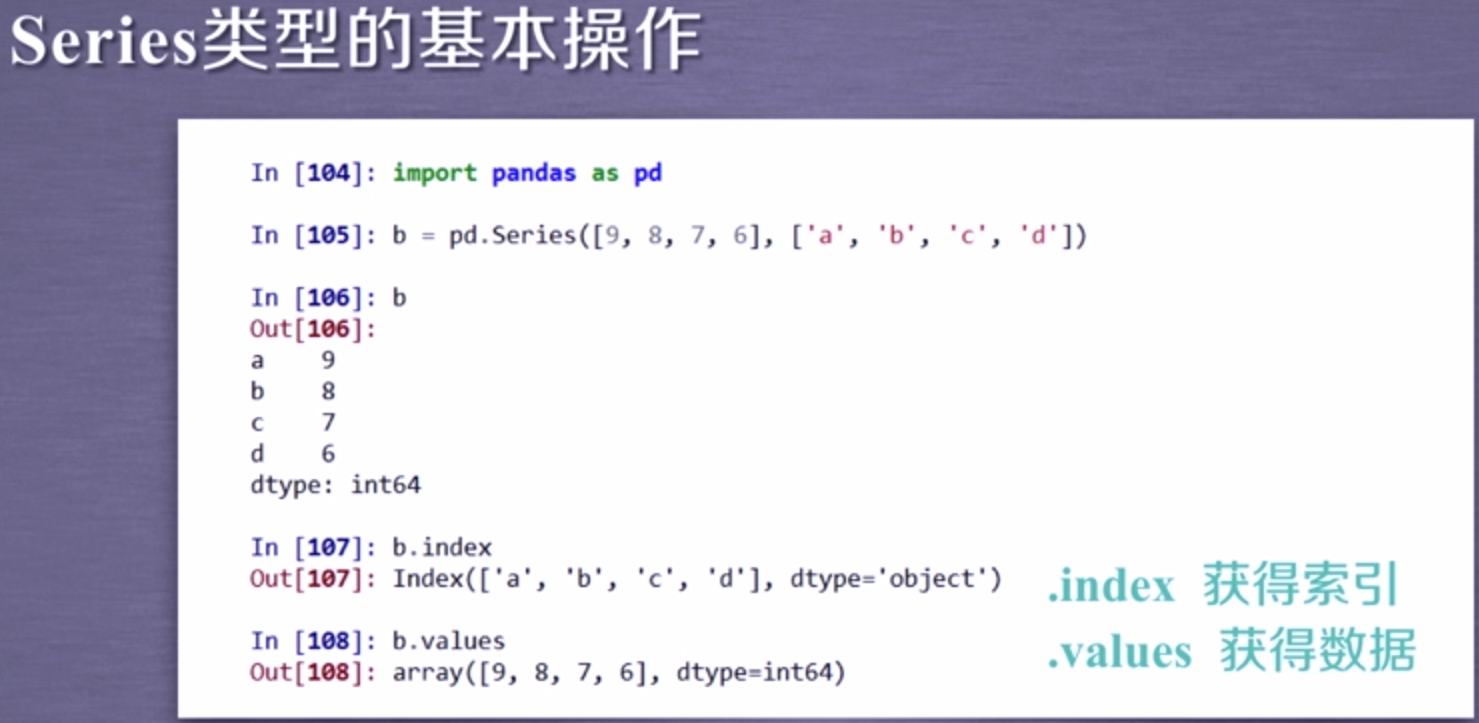 Series类型的基本操作
In [104]: import pandas as pd
In [105]: b = pd.Series([9, 8, 7, 6], ['a', 'b', 'c', 'd'])
In [106]: b
Out[106]:
a    9
b    8
c    7
d    6
dtype: int64
In [107]: b.index
Out[107]: Index(['a', 'b', 'c', 'd'], dtype='object')
.index 获得索引
In [108]: b.values
.values 获得数据
Out[108]: array([9, 8, 7, 6], dtype=int64)